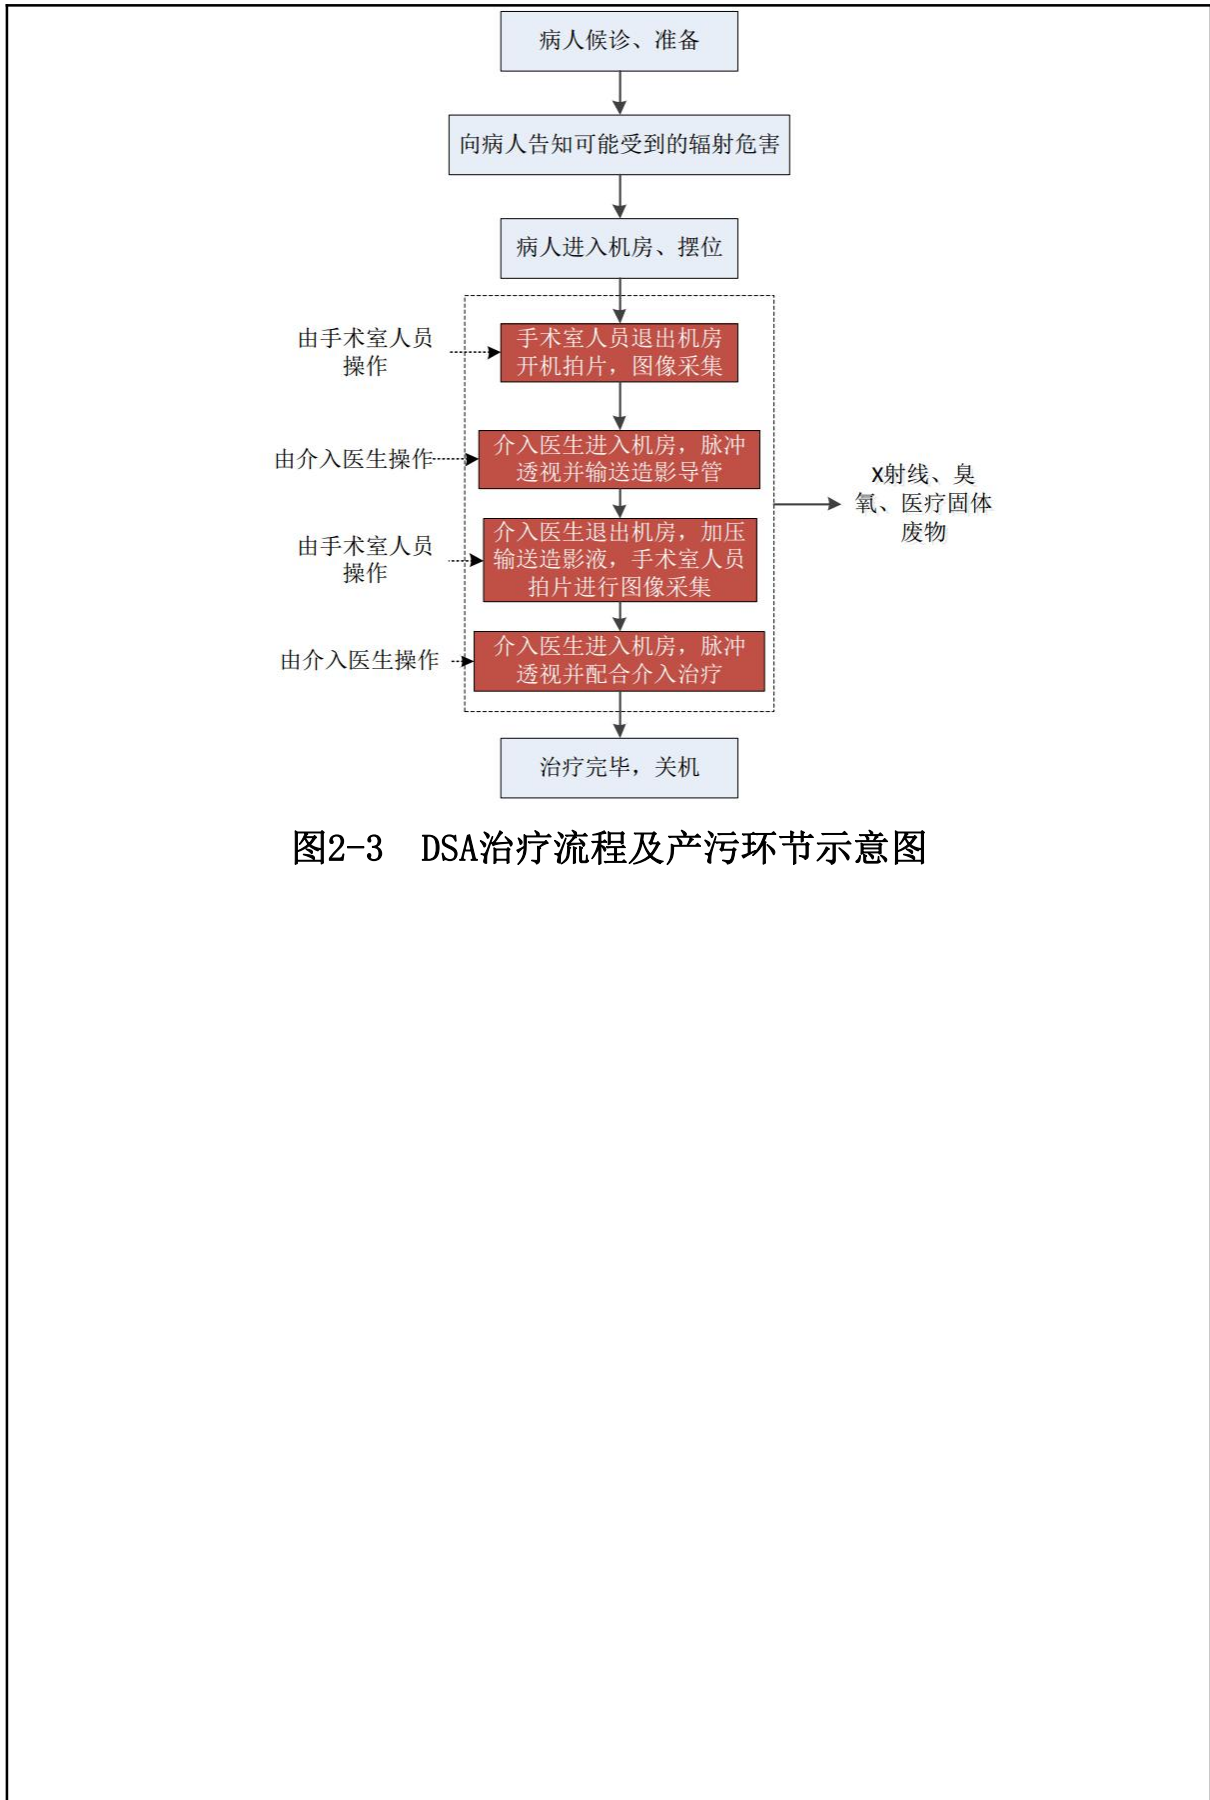 病人候诊、准备
向病人告知可能受到的辐射危害
病人进入机房、摆位
由手术室人员
操作
手术室人员退出机房
开机拍片，图像采集
由介入医生操作
介入医生进入机房，脉冲
透视并输送造影导管
X射线、臭
氧、医疗固体
废物
由手术室人员
操作
介入医生退出机房，加压
输送造影液，手术室人员
拍片进行图像采集
由介入医生操作
介入医生进入机房，脉冲
透视并配合介入治疗
治疗完毕，关机
图2-3 DSA治疗流程及产污环节示意图